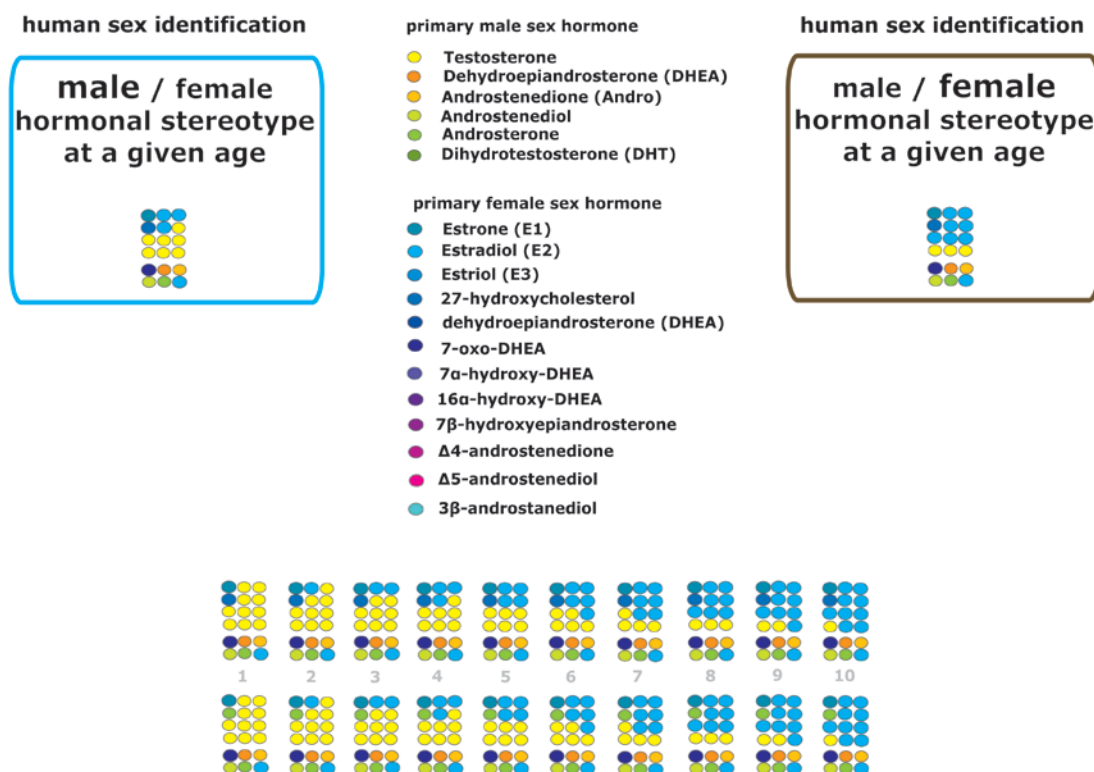 human sex identification
male / female
hormonal stereotype
at a given age
primary male sex hormone
Testosterone
Dehydroepiandrosterone (DHEA)
Androstenedione (Andro)
Androstenediol
Androsterone
Dihydrotestosterone (DHT)
primary female sex hormone
Estrone (E1)
Estradiol (E2)
Estriol (E3)
27-hydroxycholesterol
dehydroepiandrosterone (DHEA)
7-oxo-DHEA
7α-hydroxy-DHEA
16α-hydroxy-DHEA
7β-hydroxyepiandrosterone
Δ4-androstenedione
Δ5-androstenediol
3β-androstanediol
human sex identification
male / female
hormonal stereotype
at a given age
1 2 3 4 5 6 7 8 9 10